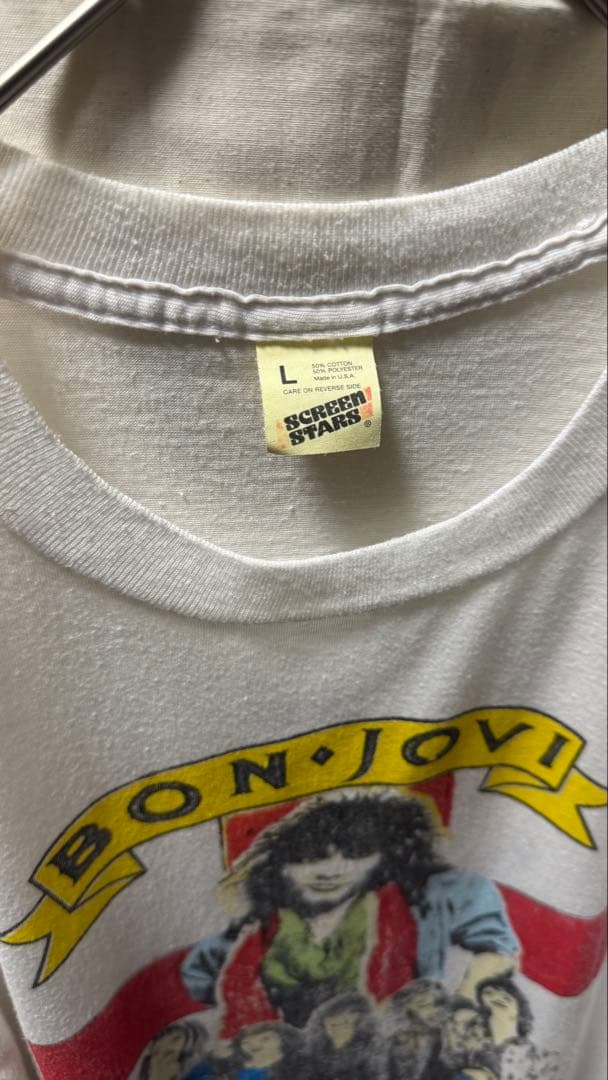 L
50% COTTON
50% POLYESTER
Made in U.S.A.
CARE ON REVERSE SIDE
SCREEN
STARS ®
BON • JOVI